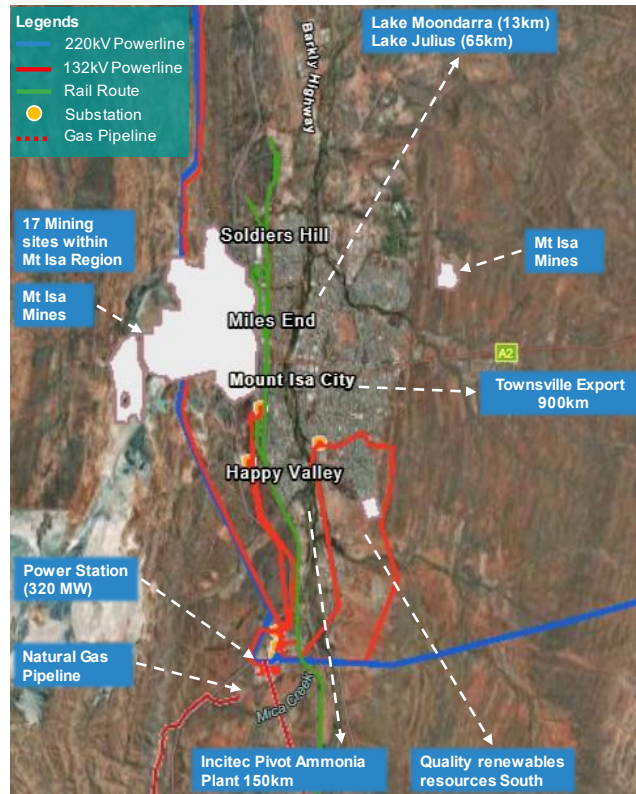 Legends
220kV Powerline
132kV Powerline
Rail Route
Substation
Gas Pipeline
Lake Moondarra (13km)
Lake Julius (65km)
Barkly Highway
17 Mining
sites within
Mt Isa Region
Soldiers Hill
Mt Isa
Mines
Mt Isa
Mines
Miles End
A2
Mount Isa City
Townsville Export
900km
Happy Valley
Power Station
(320 MW)
Natural Gas
Pipeline
Mica Creek
Incitec Pivot Ammonia
Plant 150km
Quality renewables
resources South